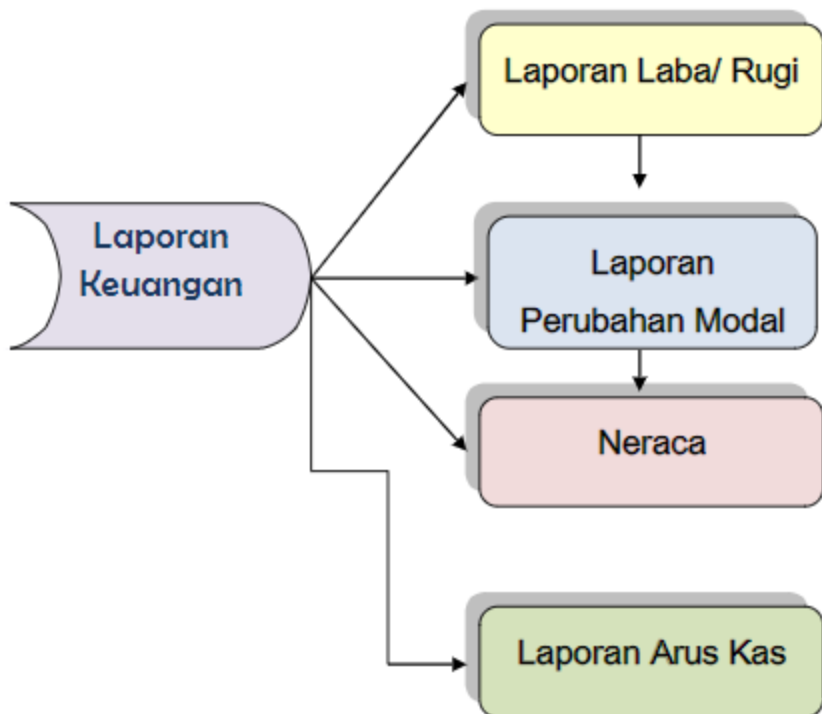 Laporan Laba/ Rugi
Laporan
Keuangan
Laporan
Perubahan Modal
Neraca
Laporan Arus Kas